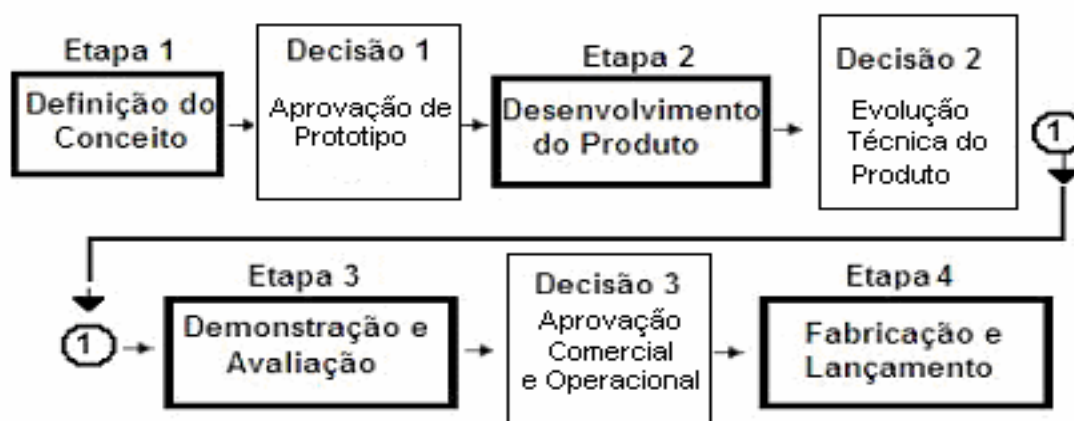 Etapa 1
Definição do
Conceito
Decisão 1
Aprovação de
Prototipo
Etapa 2
Desenvolvimento
do Produto
Decisão 2
Evolução
Técnica do
Produto
1
1
Etapa 3
Demonstração e
Avaliação
Decisão 3
Aprovação
Comercial
e Operacional
Etapa 4
Fabricação e
Lançamento